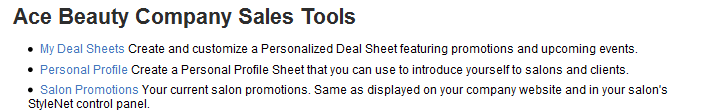 Ace Beauty Company Sales Tools
My Deal Sheets Create and customize a Personalized Deal Sheet featuring promotions and upcoming events.
Personal Profile Create a Personal Profile Sheet that you can use to introduce yourself to salons and clients.
Salon Promotions Your current salon promotions. Same as displayed on your company website and in your salon's
StyleNet control panel.